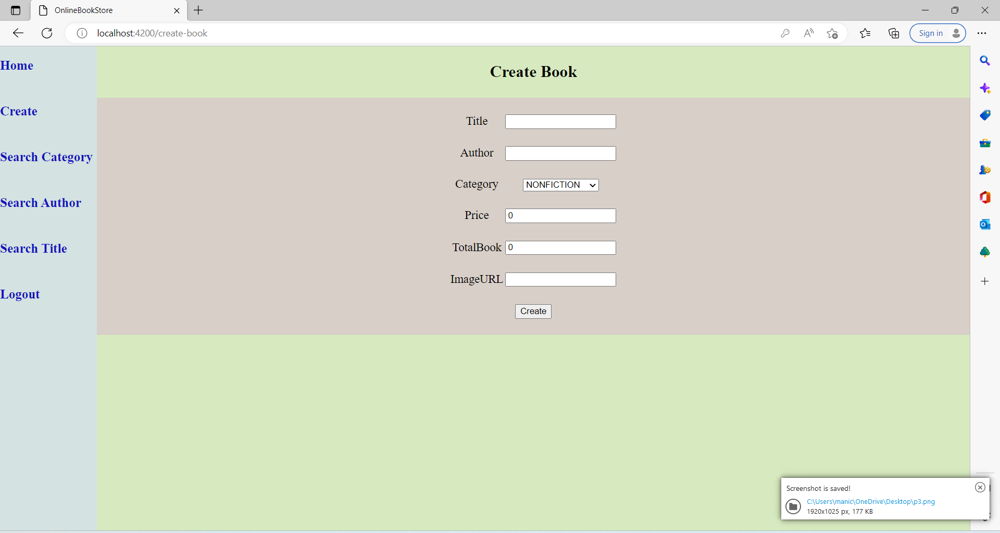 OnlineBookStore
localhost:4200/create-book
Sign in
Home
Create
Search Category
Search Author
Search Title
Logout
Create Book
Title
Author
Category NONFICTION
Price 0
TotalBook 0
ImageURL
Create
Screenshot is saved!
C:\Users\manic\OneDrive\Desktop\p3.png
1920x1025 px, 177 KB